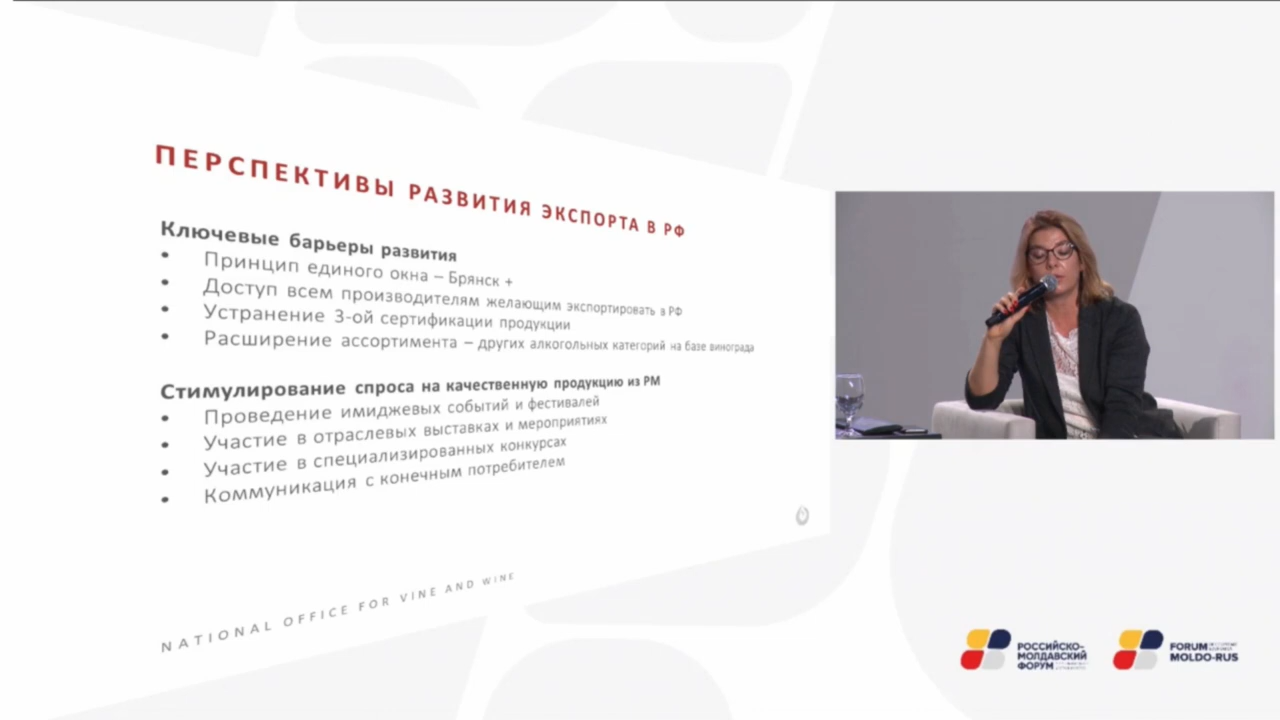 ПЕРСПЕКТИВЫ РАЗВИТИЯ ЭКСПОРТА В РФ
Ключевые барьеры развития
• Принцип единого окна – Брянск +
• Доступ всем производителям желающим экспортировать в РФ
• Устранение 3-ой сертификации продукции
• Расширение ассортимента – других алкогольных категорий на базе винограда
Стимулирование спроса на качественную продукцию из РМ
• Проведение имиджевых событий и фестивалей
• Участие в отраслевых выставках и мероприятиях
• Участие в специализированных конкурсах
• Коммуникация с конечным потребителем
NATIONAL OFFICE FOR VINE AND WINE
РОССИЙСКО-
МОЛДАВСКИЙ
ФОРУМ
FORUM
MOLDO-RUS